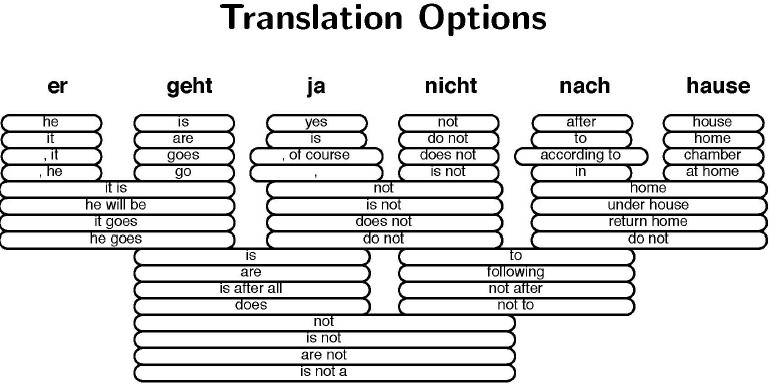 Translation Options
er geht ja nicht nach hause
he is yes not after house
it are is do not to home
, it goes , of course does not according to chamber
, he go , is not in at home
it is not home
he will be is not under house
it goes does not return home
he goes do not do not
is to
are following
is after all not after
does not to
not
is not
are not
is not a